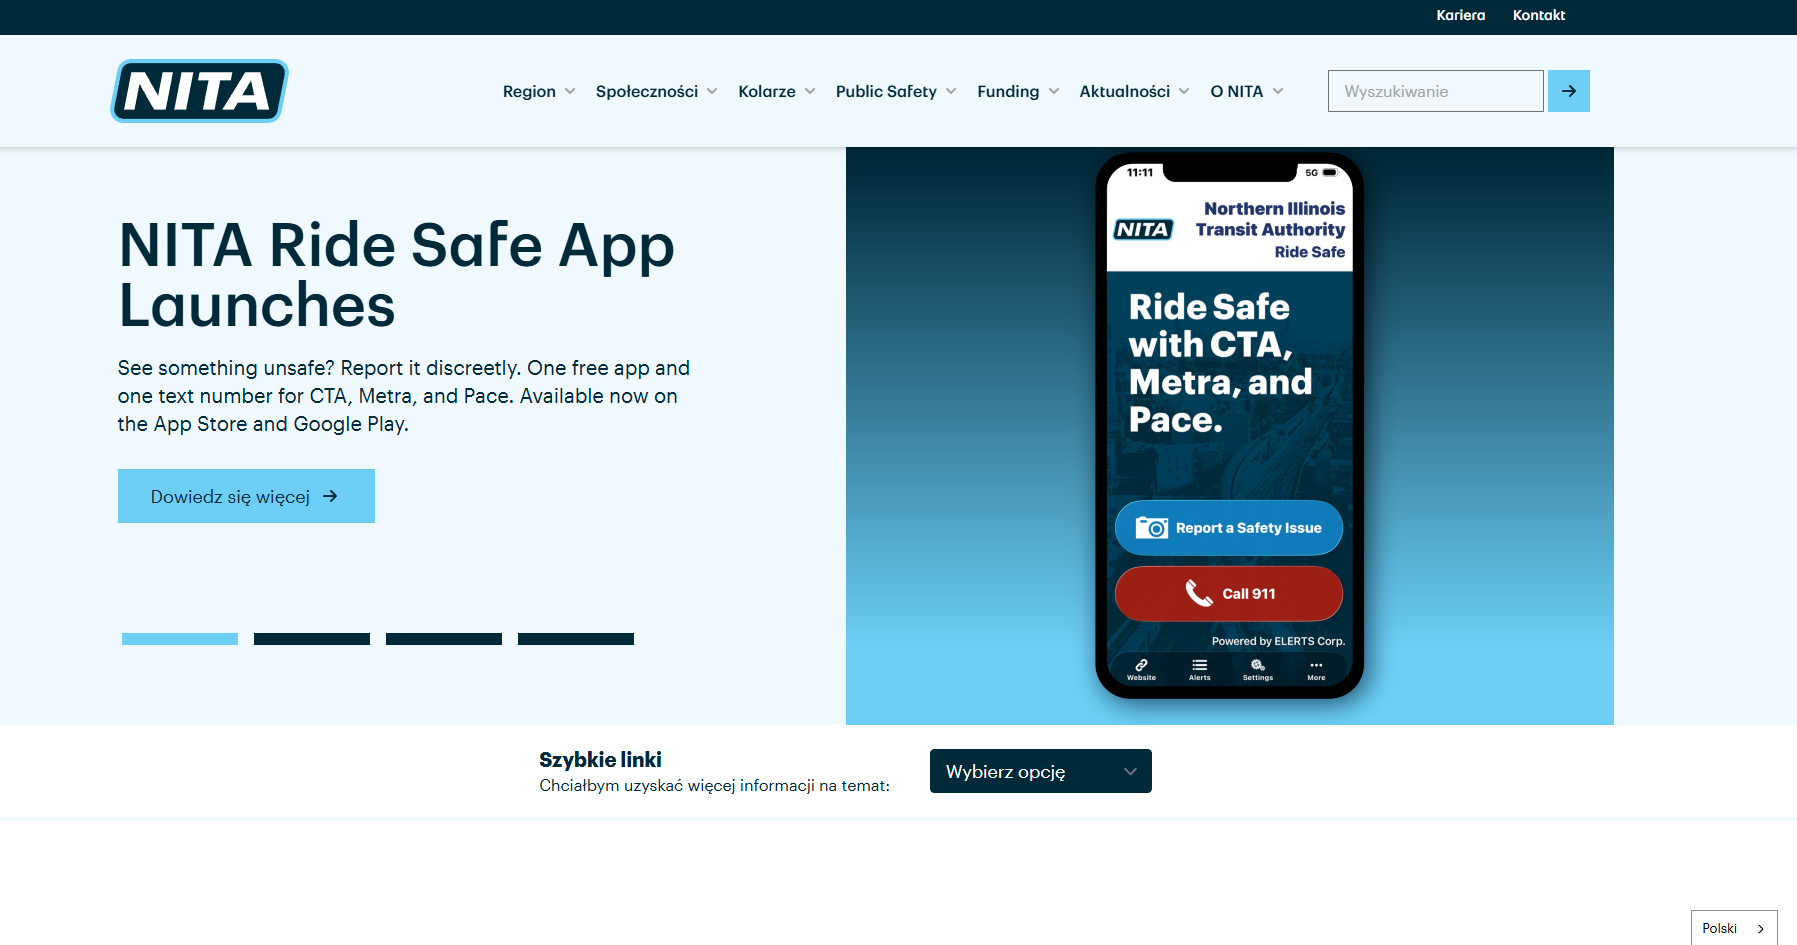 Kariera Kontakt
NITA
Region Społeczności Kolarze Public Safety Funding Aktualności O NITA
Wyszukiwanie
NITA Ride Safe App
Launches
See something unsafe? Report it discreetly. One free app and
one text number for CTA, Metra, and Pace. Available now on
the App Store and Google Play.
Dowiedz się więcej
11:11 5G
NITA
Northern Illinois
Transit Authority
Ride Safe
Ride Safe
with CTA,
Metra, and
Pace.
Report a Safety Issue
Call 911
Powered by ELERTS Corp.
Website Alerts Settings More
Szybkie linki
Chciałbym uzyskać więcej informacji na temat:
Wybierz opcję
Polski